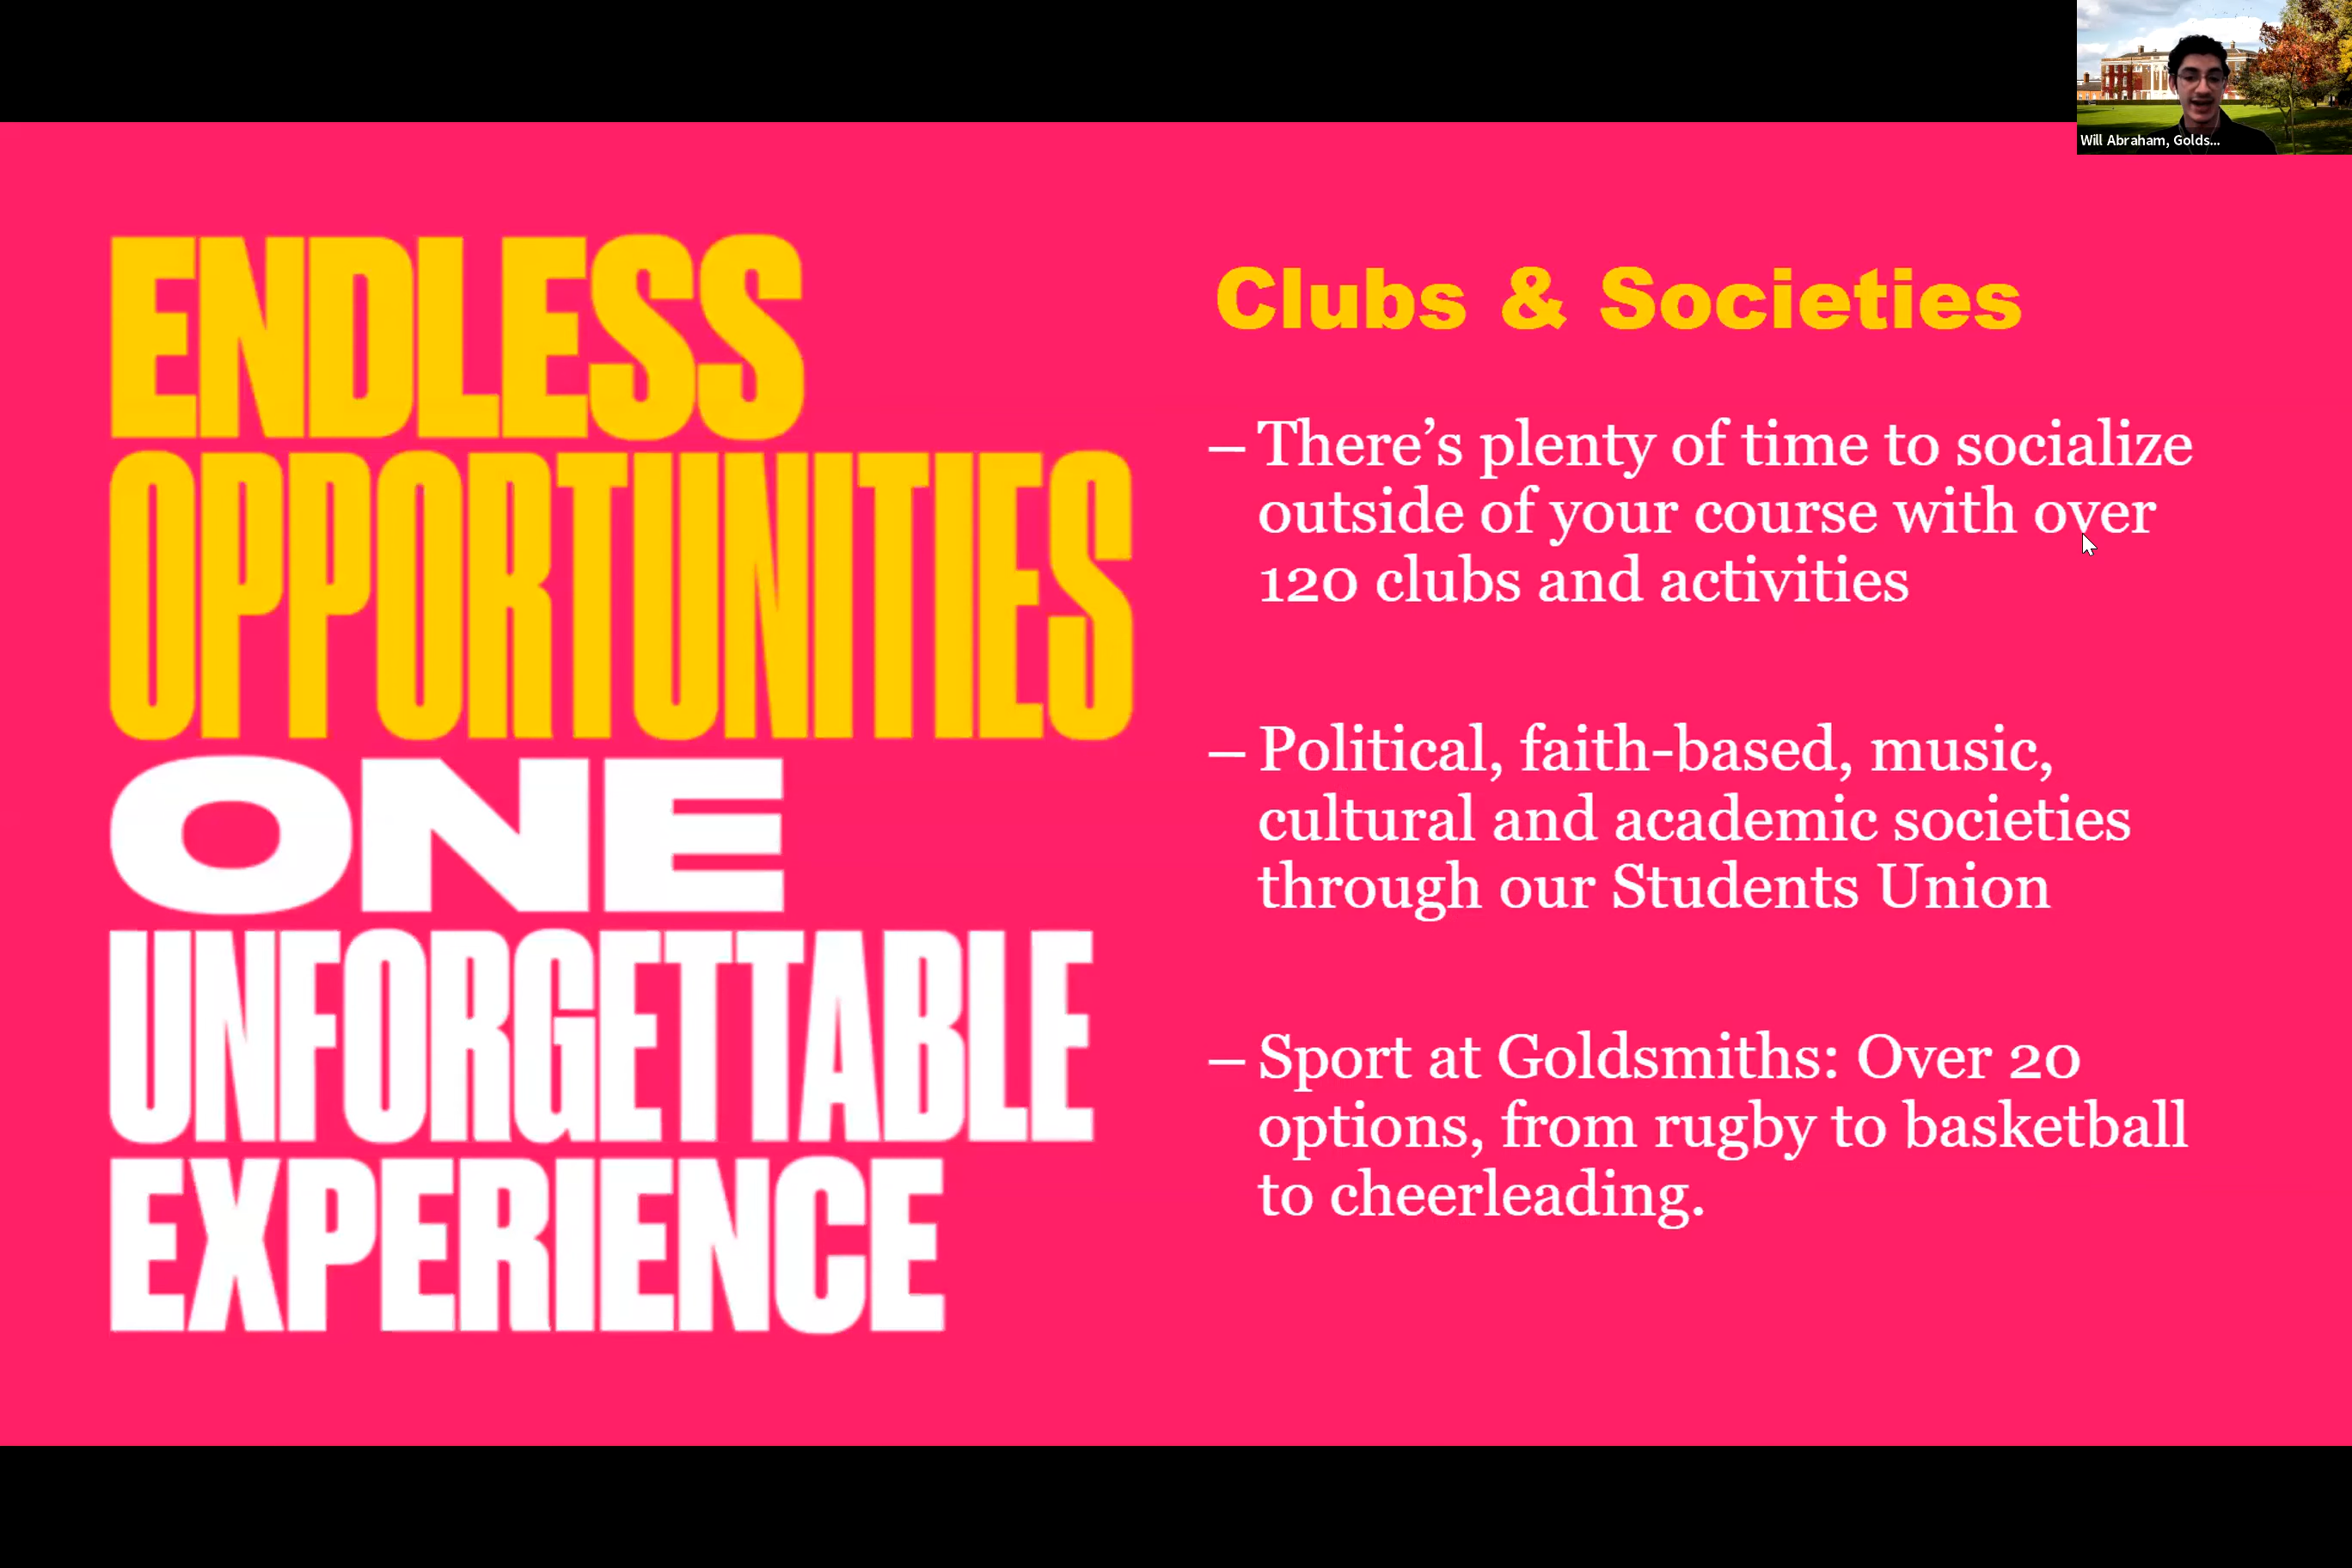 Will Abraham, Golds...
ENDLESS
OPPORTUNITIES
ONE
UNFORGETTABLE
EXPERIENCE
Clubs & Societies
– There’s plenty of time to socialize
outside of your course with over
120 clubs and activities
– Political, faith-based, music,
cultural and academic societies
through our Students Union
– Sport at Goldsmiths: Over 20
options, from rugby to basketball
to cheerleading.